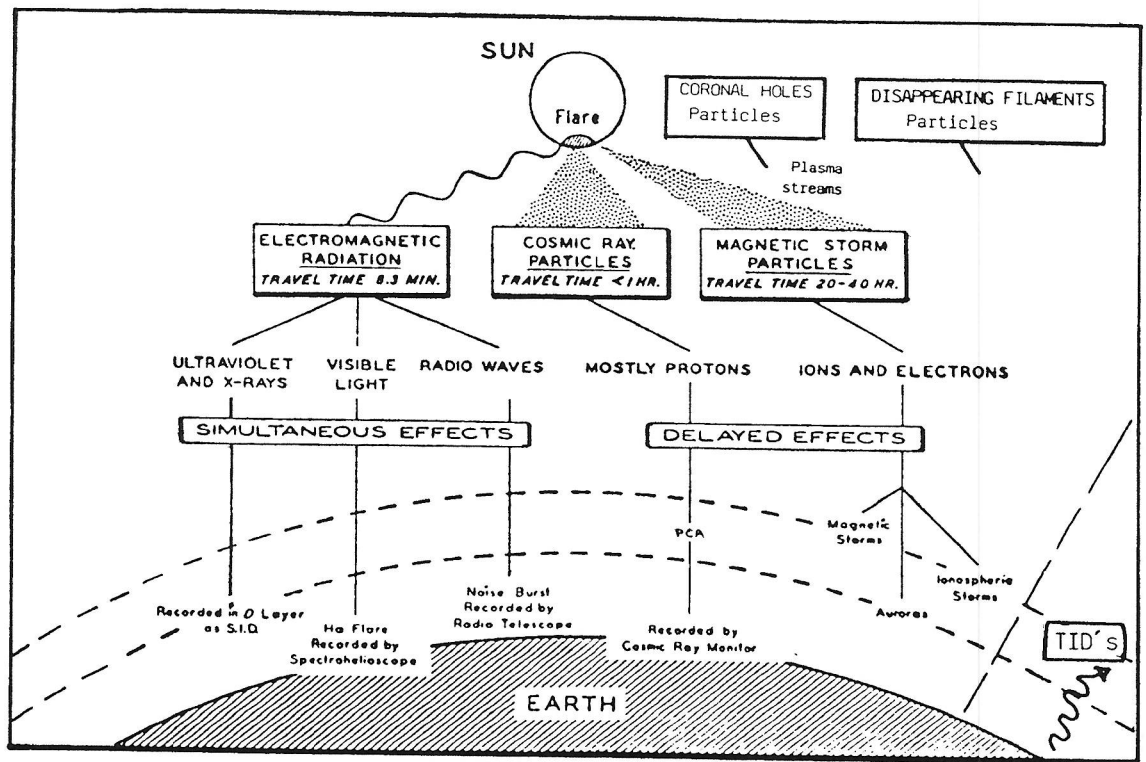 SUN
Flare
CORONAL HOLES
Particles
DISAPPEARING FILAMENTS
Particles
Plasma
streams
ELECTROMAGNETIC
RADIATION
TRAVEL TIME 8.3 MIN.
COSMIC RAY
PARTICLES
TRAVEL TIME <1 HR.
MAGNETIC STORM
PARTICLES
TRAVEL TIME 20-40 HR.
ULTRAVIOLET
AND X-RAYS
VISIBLE
LIGHT
RADIO WAVES
MOSTLY PROTONS
IONS AND ELECTRONS
SIMULTANEOUS EFFECTS
DELAYED EFFECTS
PCA
Magnetic
Storms
Ionospheric
Storms
Recorded in D Layer
as S.I.D.
Hα Flare
Recorded by
Spectrohelioscope
Noise Burst
Recorded by
Radio Telescope
Recorded by
Cosmic Ray Monitor
Auroras
TID's
EARTH